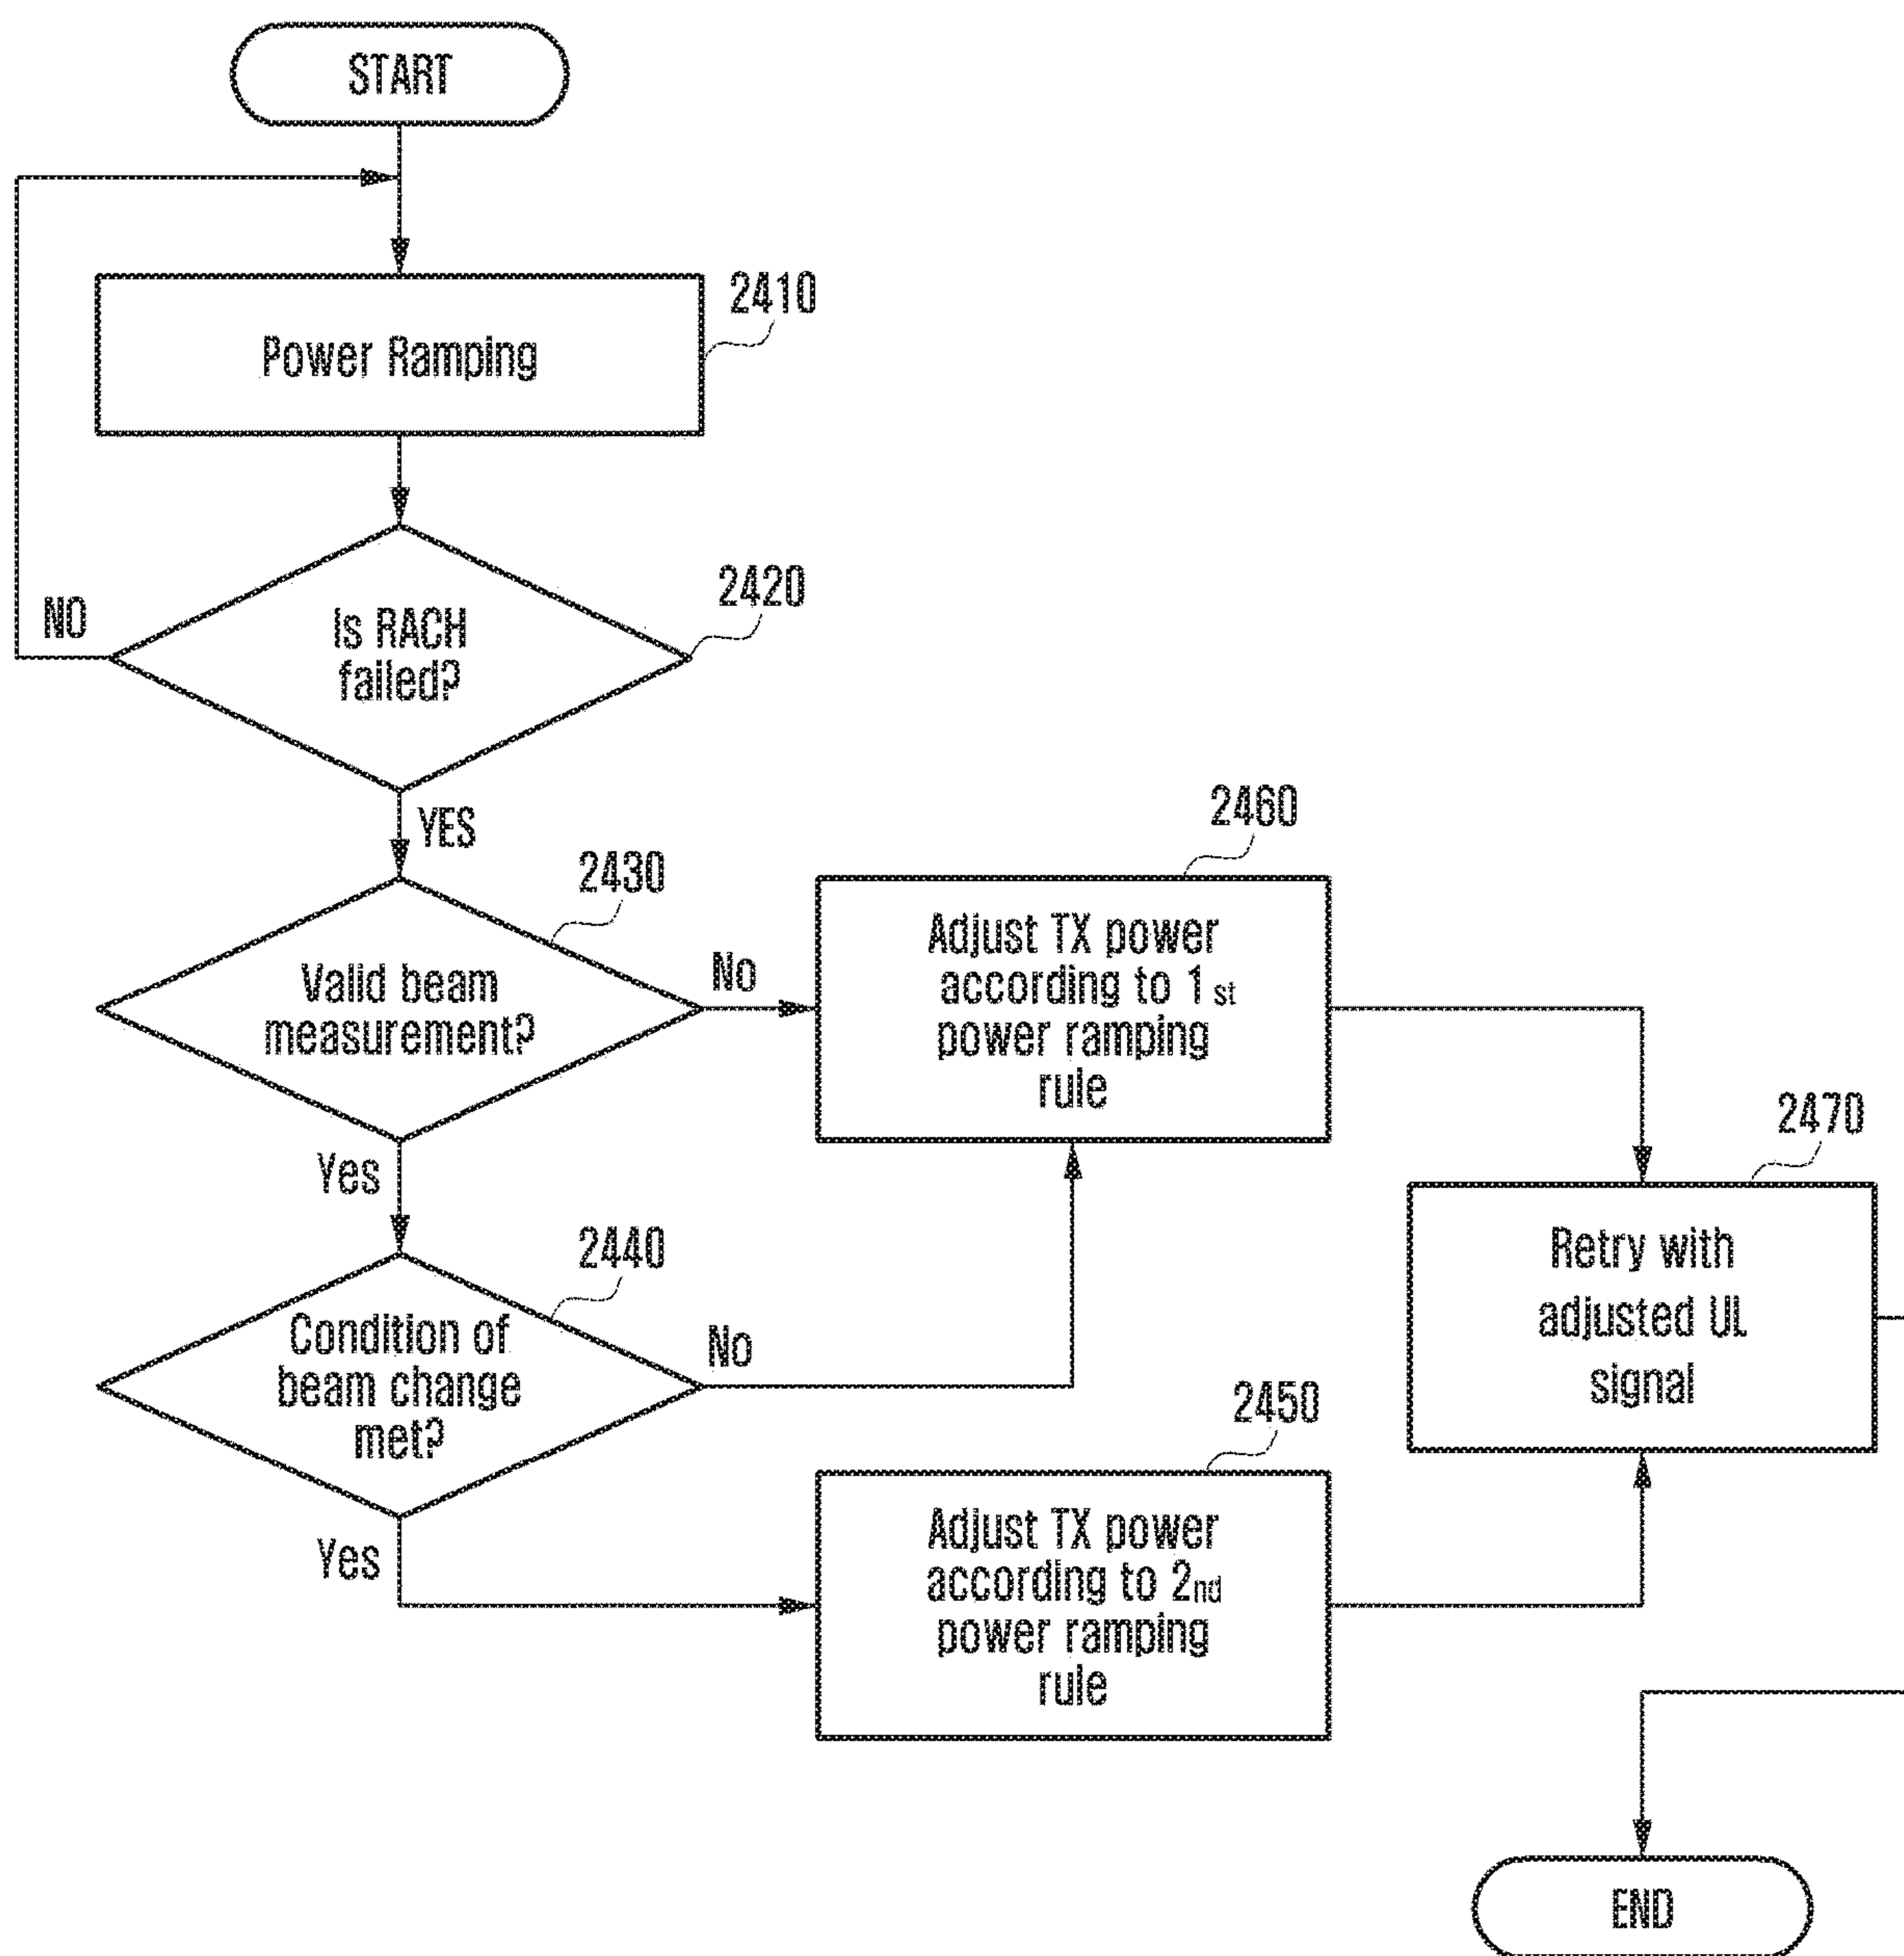 START
2410
Power Ramping
2420
NO
Is RACH
failed?
YES
2430
Valid beam
measurement?
No
Yes
2460
Adjust TX power
according to 1 st
power ramping
rule
2440
Condition of
beam change
met?
No
Yes
2450
Adjust TX power
according to 2nd
power ramping
rule
2470
Retry with
adjusted UL
signal
END